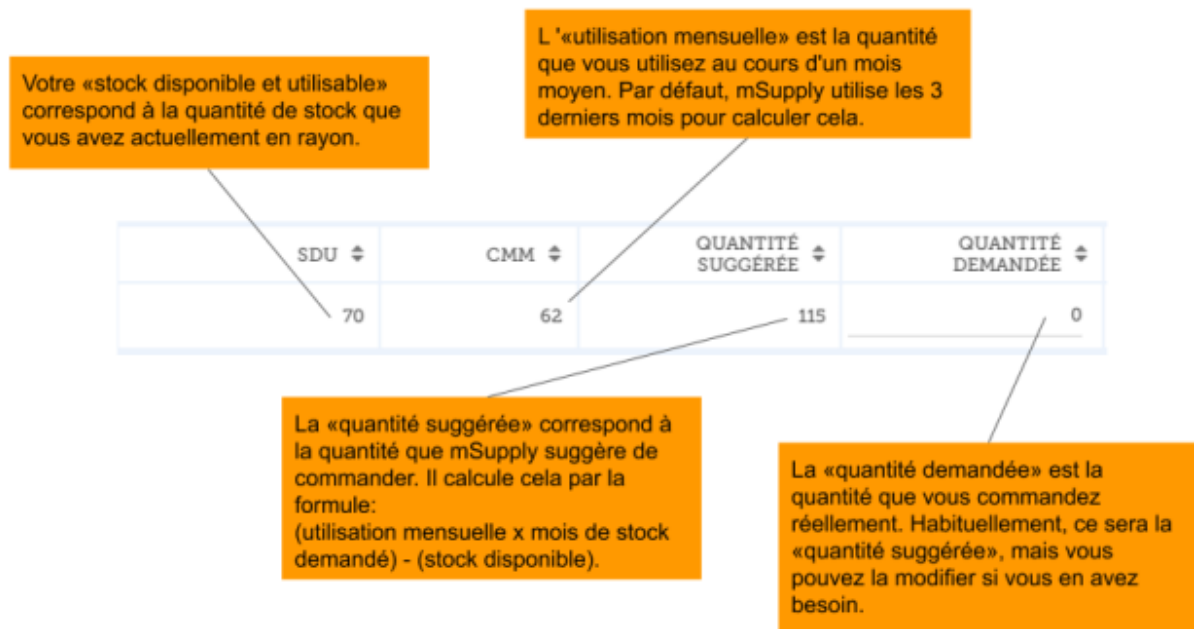 L '«utilisation mensuelle» est la quantité
que vous utilisez au cours d'un mois
moyen. Par défaut, mSupply utilise les 3
derniers mois pour calculer cela.
Votre «stock disponible et utilisable»
correspond à la quantité de stock que
vous avez actuellement en rayon.
SDU
CMM
QUANTITÉ
SUGGÉRÉE
QUANTITÉ
DEMANDÉE
70
62
115
0
La «quantité suggérée» correspond à
la quantité que mSupply suggère de
commander. Il calcule cela par la
formule:
(utilisation mensuelle x mois de stock
demandé) - (stock disponible).
La «quantité demandée» est la
quantité que vous commandez
réellement. Habituellement, ce sera la
«quantité suggérée», mais vous
pouvez la modifier si vous en avez
besoin.